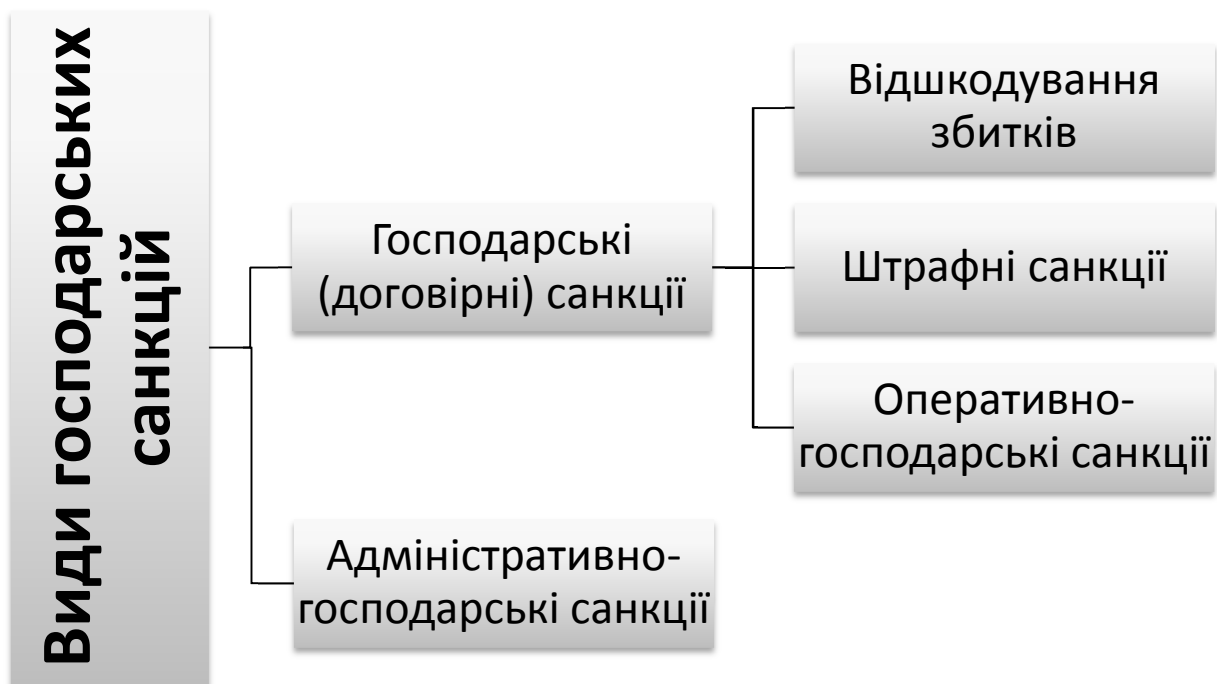 Види господарських
санкцій
Господарські
(договірні) санкції
Відшкодування
збитків
Штрафні санкції
Оперативно-
господарські санкції
Адміністративно-
господарські санкції